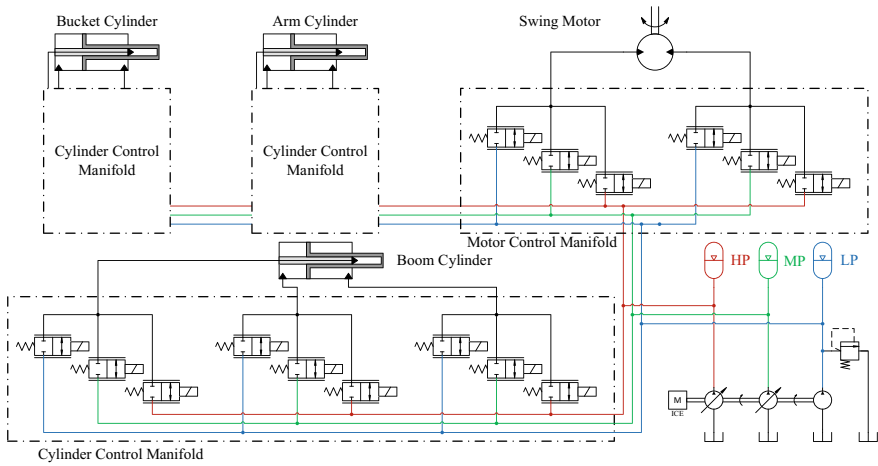 Bucket Cylinder
Arm Cylinder
Swing Motor
Cylinder Control
Manifold
Cylinder Control
Manifold
Motor Control Manifold
Boom Cylinder
HP
MP
LP
M
ICE
Cylinder Control Manifold